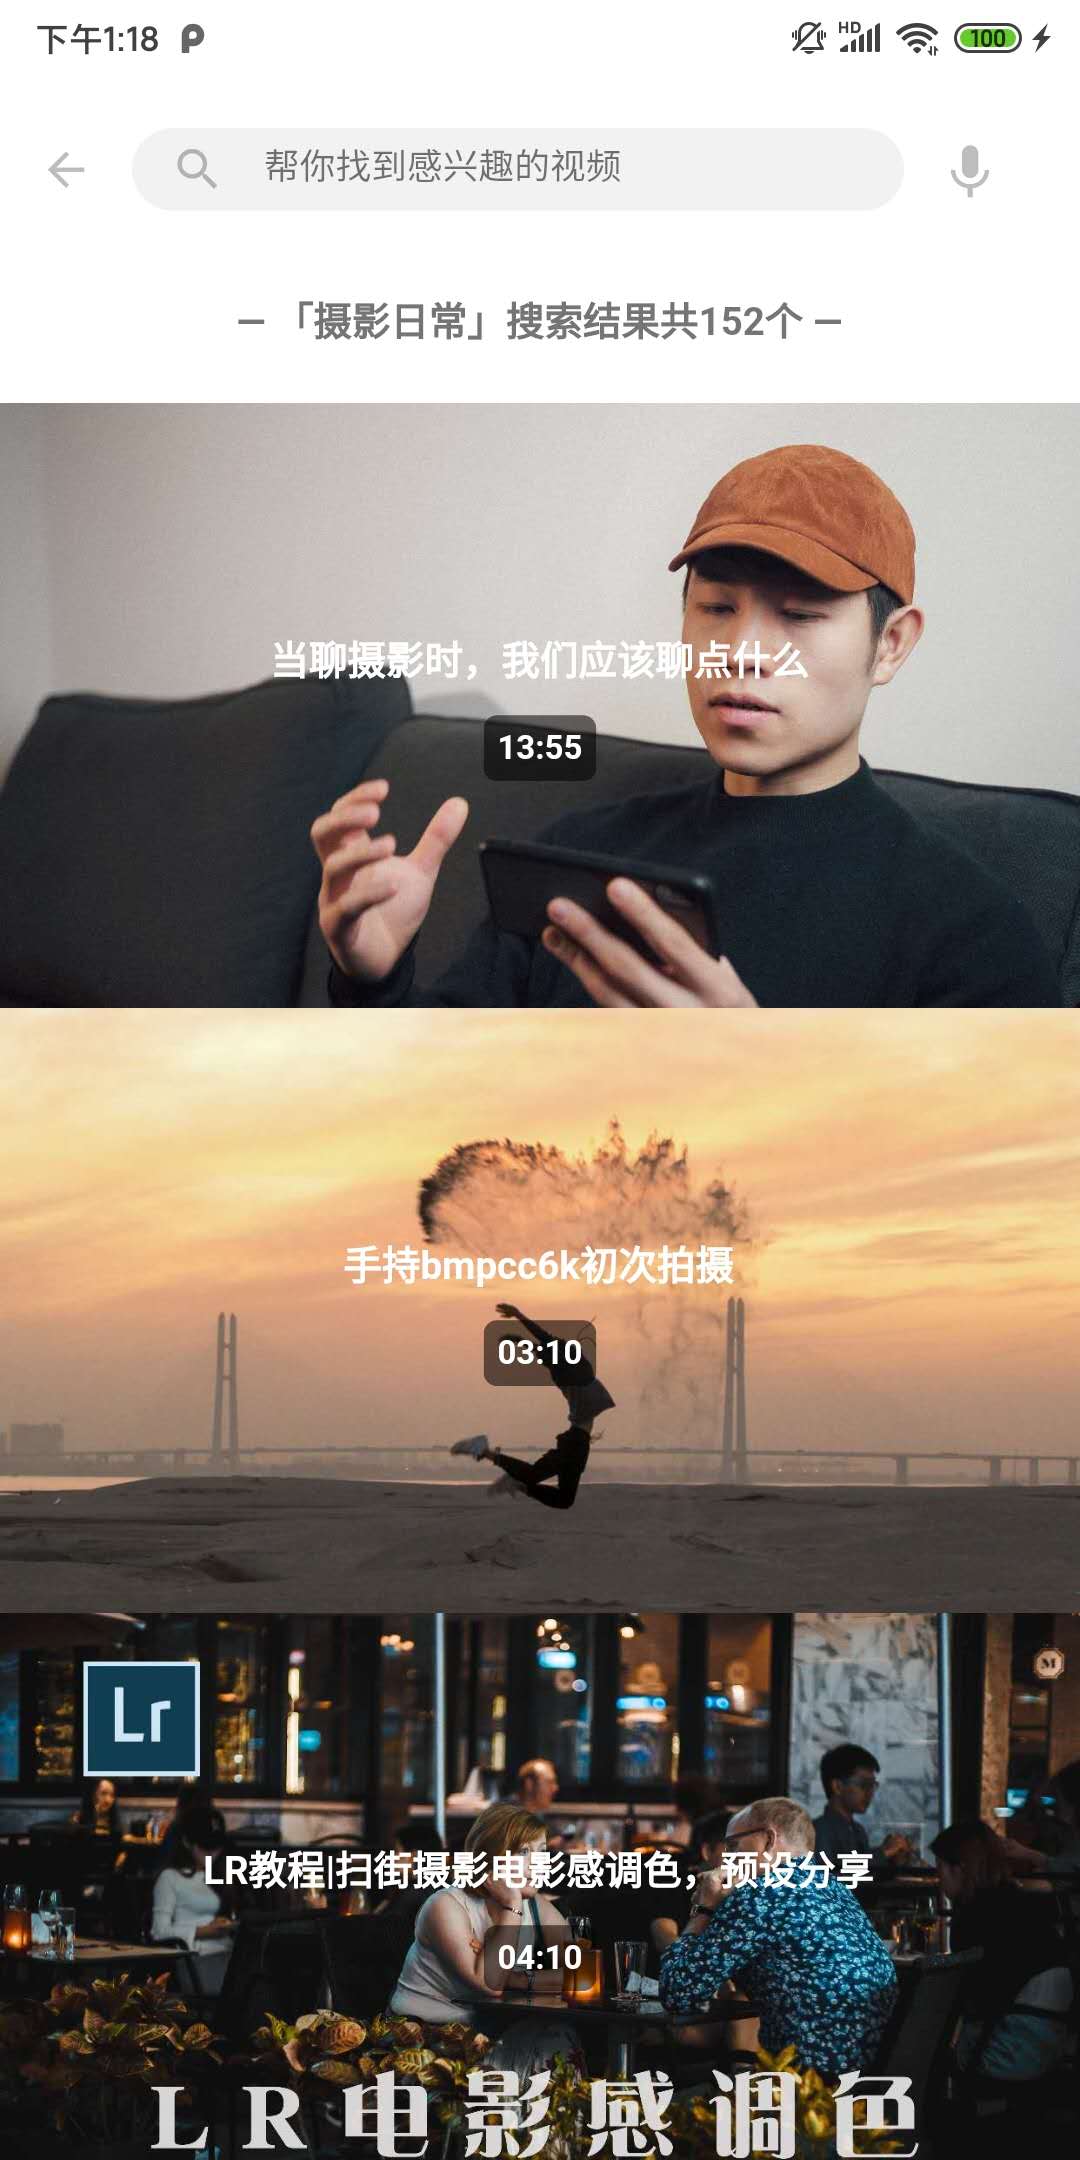 下午1:18
HD
100
帮你找到感兴趣的视频
— 「摄影日常」搜索结果共152个 —
当聊摄影时，我们应该聊点什么
13:55
手持bmpcc6k初次拍摄
03:10
Lr
M
LR教程|扫街摄影电影感调色，预设分享
04:10
LR电影感调色